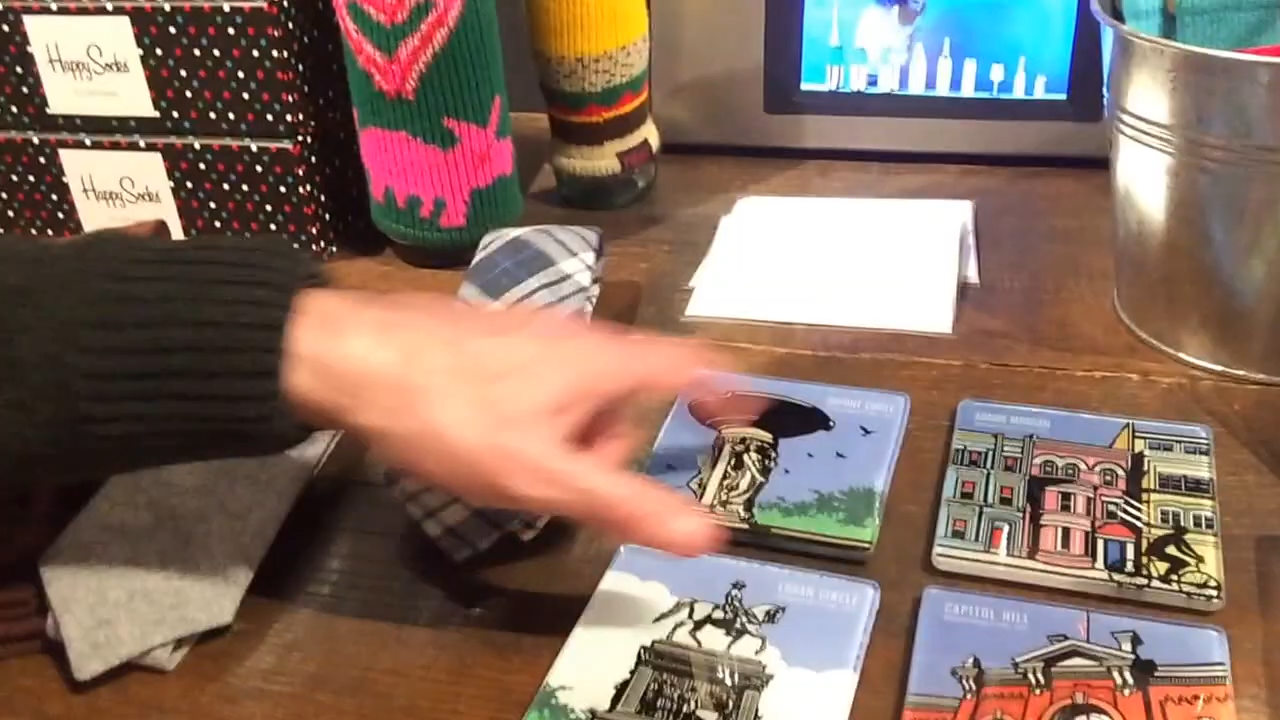 Happy Socks
Happy Socks
DUPONT CIRCLE
ADAMS MORGAN
LOGAN CIRCLE
CAPITOL HILL